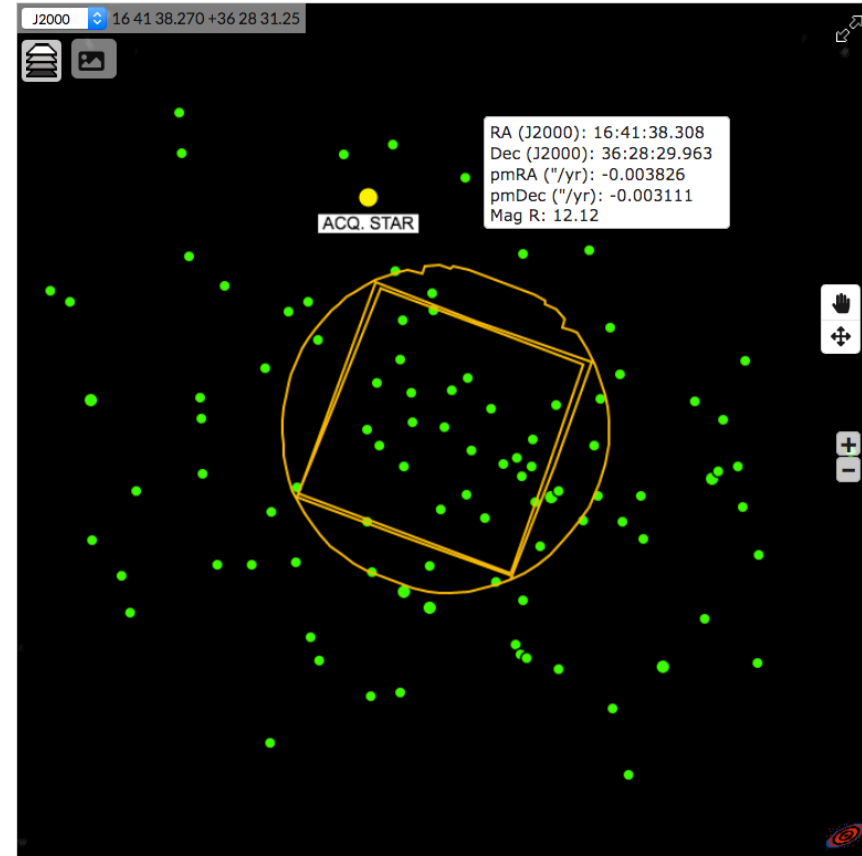 J2000 16 41 38.270 +36 28 31.25
RA (J2000): 16:41:38.308
Dec (J2000): 36:28:29.963
pmRA ("/yr): -0.003826
pmDec ("/yr): -0.003111
Mag R: 12.12
ACQ. STAR